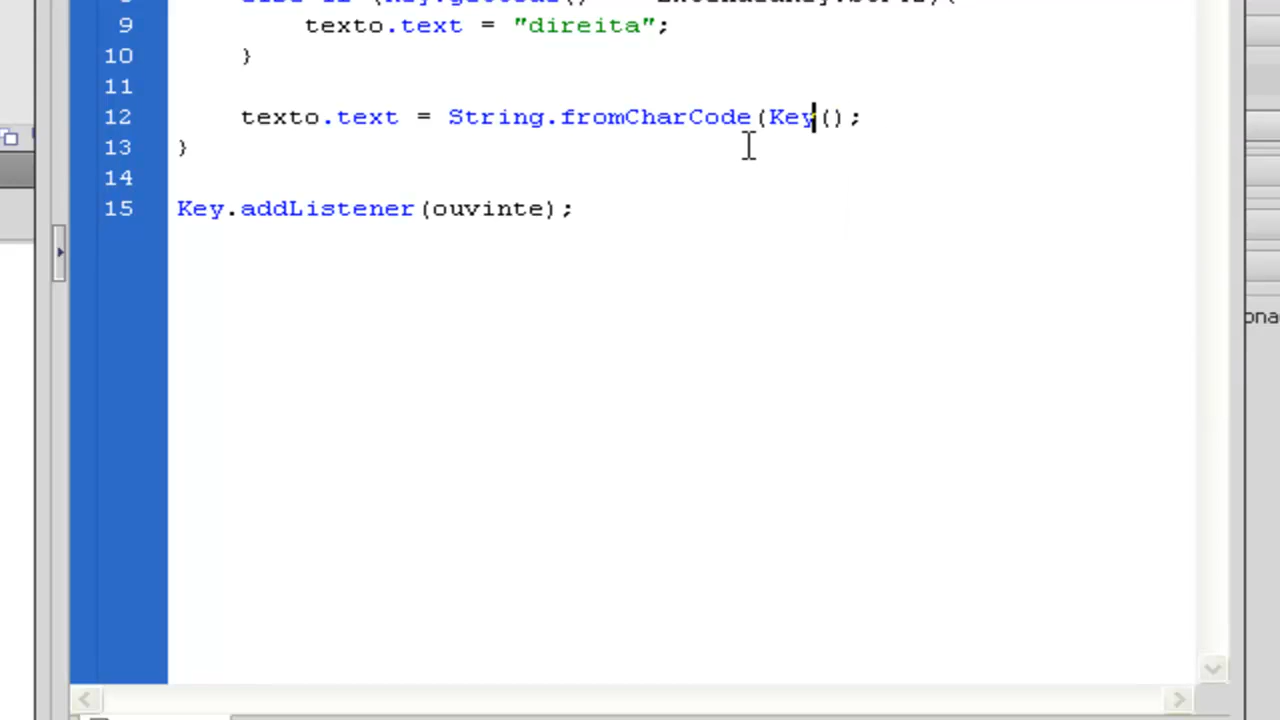 9 texto.text = "direita";
10 }
11
12 texto.text = String.fromCharCode(Key();
13 }
14
15 Key.addListener(ouvinte);